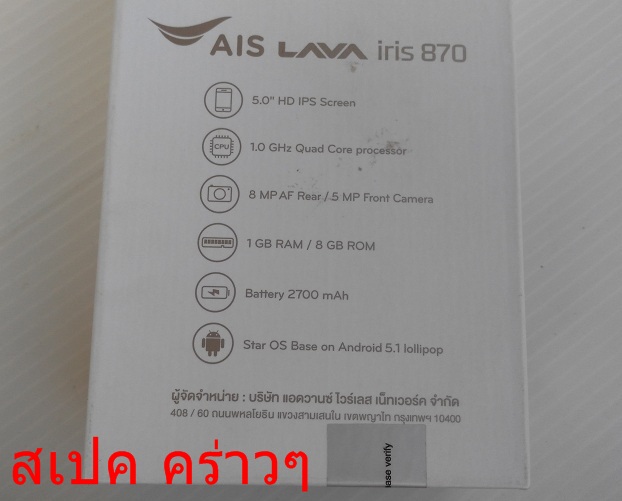 AIS LAVA iris 870
5.0" HD IPS Screen
CPU
1.0 GHz Quad Core processor
8 MP AF Rear / 5 MP Front Camera
1 GB RAM / 8 GB ROM
Battery 2700 mAh
Star OS Base on Android 5.1 lollipop
ผู้จัดจำหน่าย : บริษัท แอดวานซ์ ไวร์เลส เน็ทเวอร์ค จำกัด
408 / 60 ถนนพหลโยธิน แขวงสามเสนใน เขตพญาไท กรุงเทพฯ 10400
สเปค คร่าวๆ
ease verify